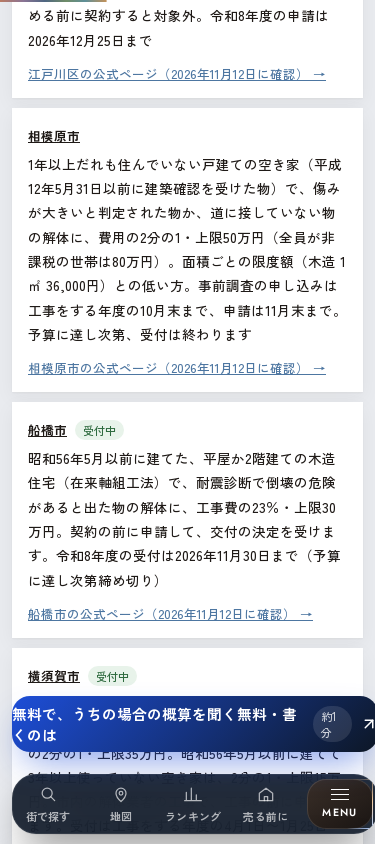 める前に契約すると対象外。令和8年度の申請は
2026年12月25日まで
江戸川区の公式ページ（2026年11月12日に確認） →
相模原市
1年以上だれも住んでいない戸建ての空き家（平成
12年5月31日以前に建築確認を受けた物）で、傷み
が大きいと判定された物か、道に接していない物
の解体に、費用の2分の1・上限50万円（全員が非
課税の世帯は80万円）。面積ごとの限度額（木造 1
㎡ 36,000円）との低い方。事前調査の申し込みは
工事をする年度の10月末まで、申請は11月末まで。
予算に達し次第、受付は終わります
相模原市の公式ページ（2026年11月12日に確認） →
船橋市 受付中
昭和56年5月以前に建てた、平屋か2階建ての木造
住宅（在来軸組工法）で、耐震診断で倒壊の危険
があると出た物の解体に、工事費の23％・上限30
万円。契約の前に申請して、交付の決定を受けま
す。令和8年度の受付は2026年11月30日まで（予算
に達し次第締め切り）
船橋市の公式ページ（2026年11月12日に確認） →
横須賀市 受付中
無料で、うちの場合の概算を聞く無料・書
くのは
約1
分
の2分の1・上限35万円。昭和56年5月以前に建てて
街で探す 地図 ランキング 売る前に MENU